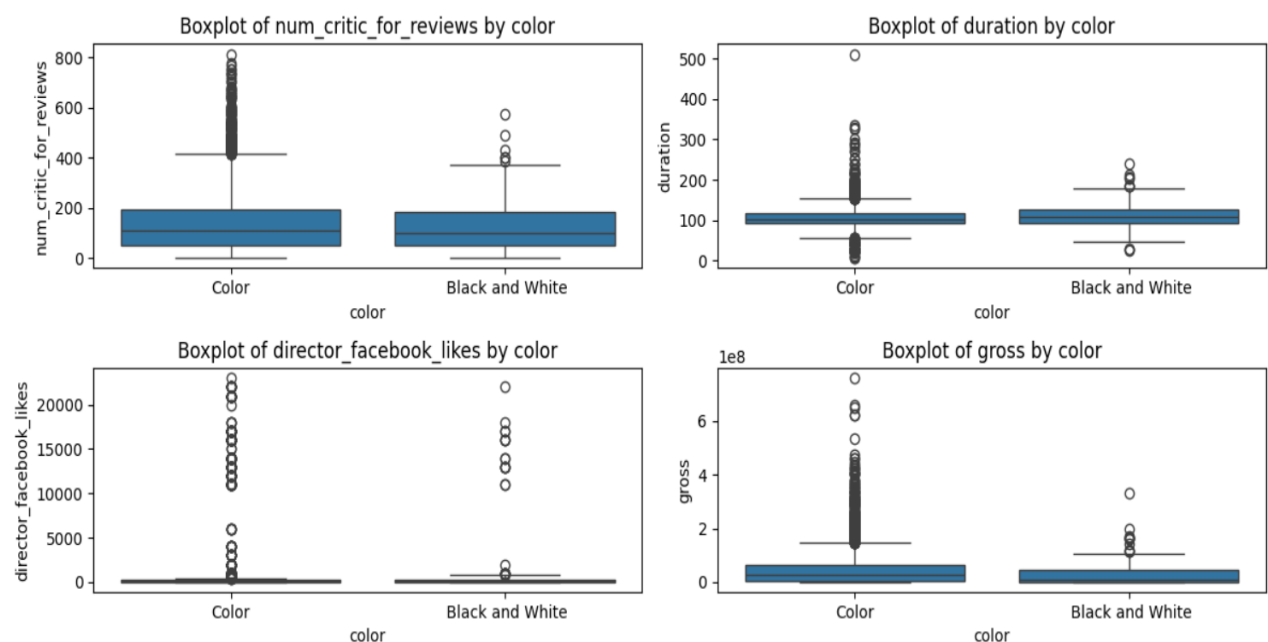 Boxplot of num_critic_for_reviews by color
num_critic_for_reviews
800
600
400
200
0
Color
Black and White
color
Boxplot of duration by color
duration
500
400
300
200
100
0
Color
Black and White
color
Boxplot of director_facebook_likes by color
director_facebook_likes
20000
15000
10000
5000
0
Color
Black and White
color
Boxplot of gross by color
1e8
gross
6
4
2
0
Color
Black and White
color